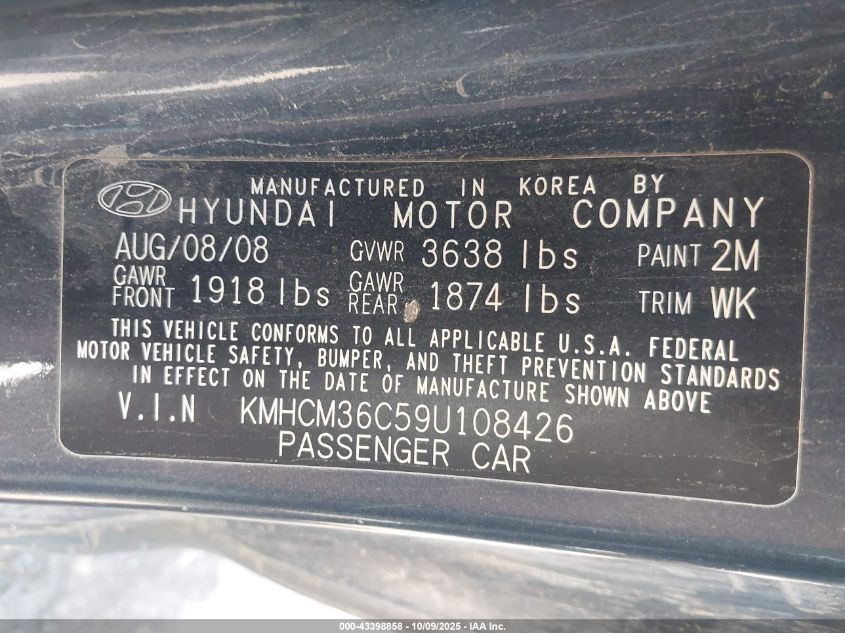 MANUFACTURED IN KOREA BY
HYUNDAI MOTOR COMPANY
AUG/08/08 GVWR 3638 lbs PAINT 2M
GAWR FRONT 1918 lbs GAWR REAR 1874 lbs TRIM WK
THIS VEHICLE CONFORMS TO ALL APPLICABLE U.S.A. FEDERAL
MOTOR VEHICLE SAFETY, BUMPER, AND THEFT PREVENTION STANDARDS
IN EFFECT ON THE DATE OF MANUFACTURE SHOWN ABOVE
V.I.N KMHCM36C59U108426
PASSENGER CAR
000-43398858 - 10/09/2025 - IAA Inc.